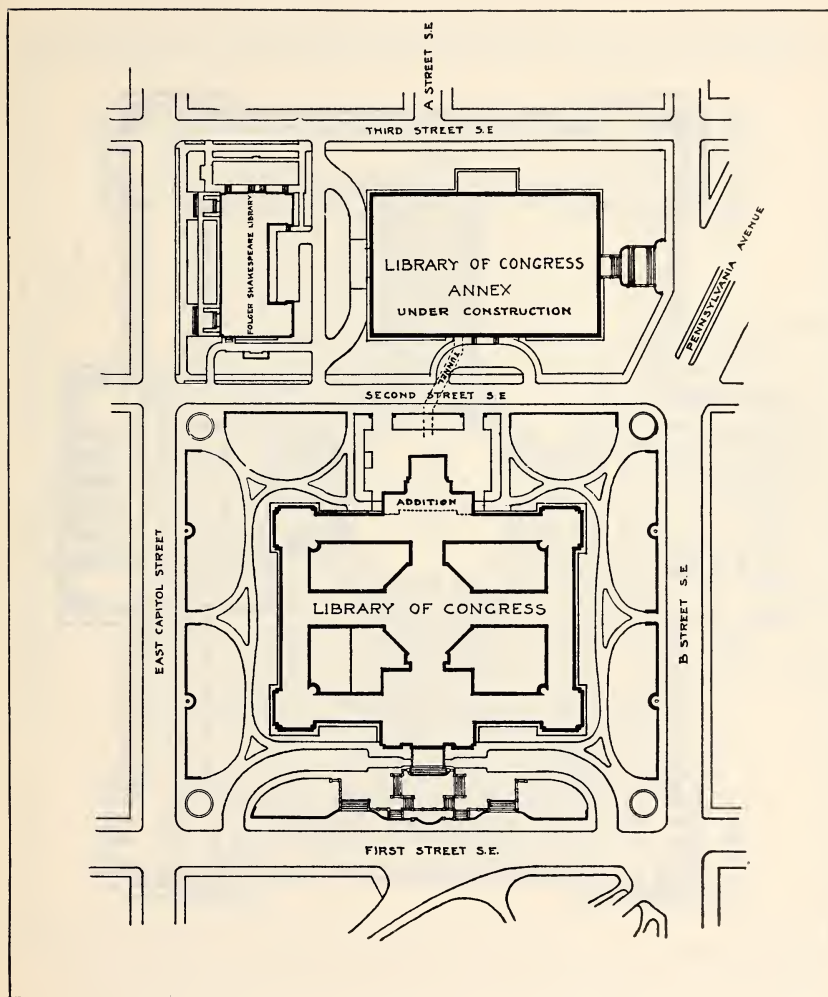 A STREET S.E
THIRD STREET S.E
FOLGER SHAKESPEARE LIBRARY
LIBRARY OF CONGRESS
ANNEX
UNDER CONSTRUCTION
PENNSYLVANIA AVENUE
TUNNEL
SECOND STREET S E
ADDITION
EAST CAPITOL STREET
LIBRARY OF CONGRESS
B STREET S.E
FIRST STREET S.E.